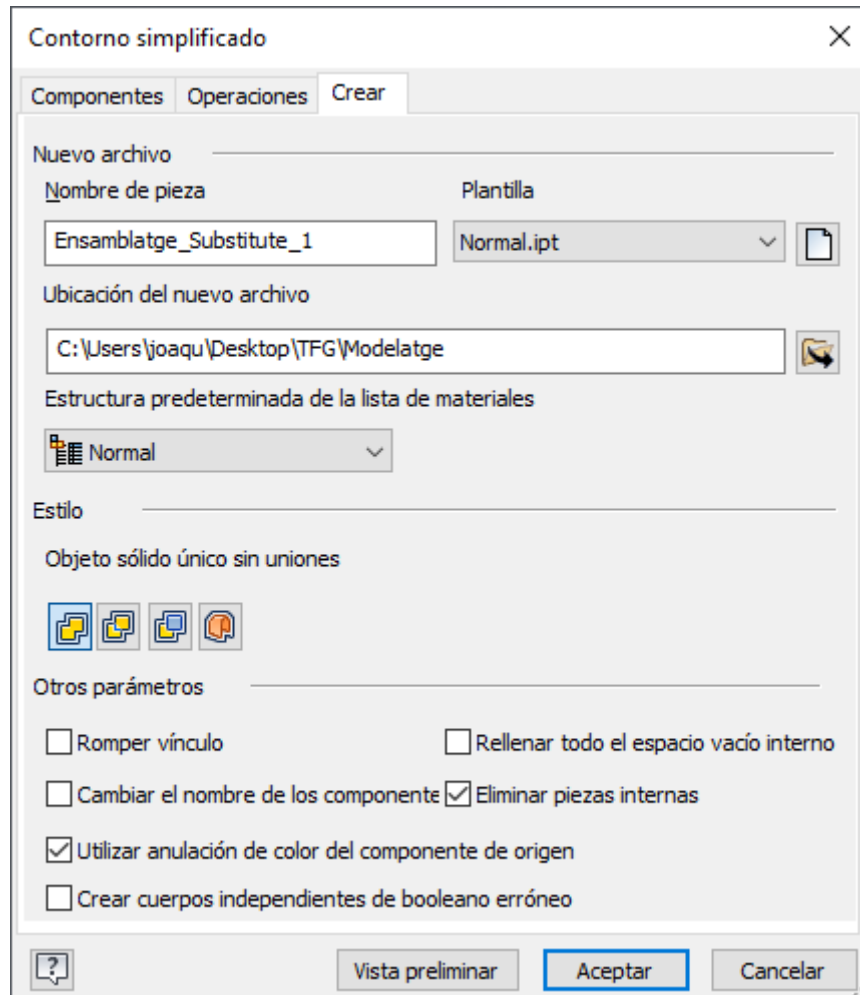 Contorno simplificado
Componentes Operaciones Crear
Nuevo archivo
Nombre de pieza Plantilla
Ensamblatge_Substitute_1 Normal.ipt
Ubicación del nuevo archivo
C:\Users\joaqu\Desktop\TFG\Modelatge
Estructura predeterminada de la lista de materiales
Normal
Estilo
Objeto sólido único sin uniones
Otros parámetros
Romper vínculo Rellenar todo el espacio vacío interno
Cambiar el nombre de los componente Eliminar piezas internas
Utilizar anulación de color del componente de origen
Crear cuerpos independientes de booleano erróneo
? Vista preliminar Aceptar Cancelar